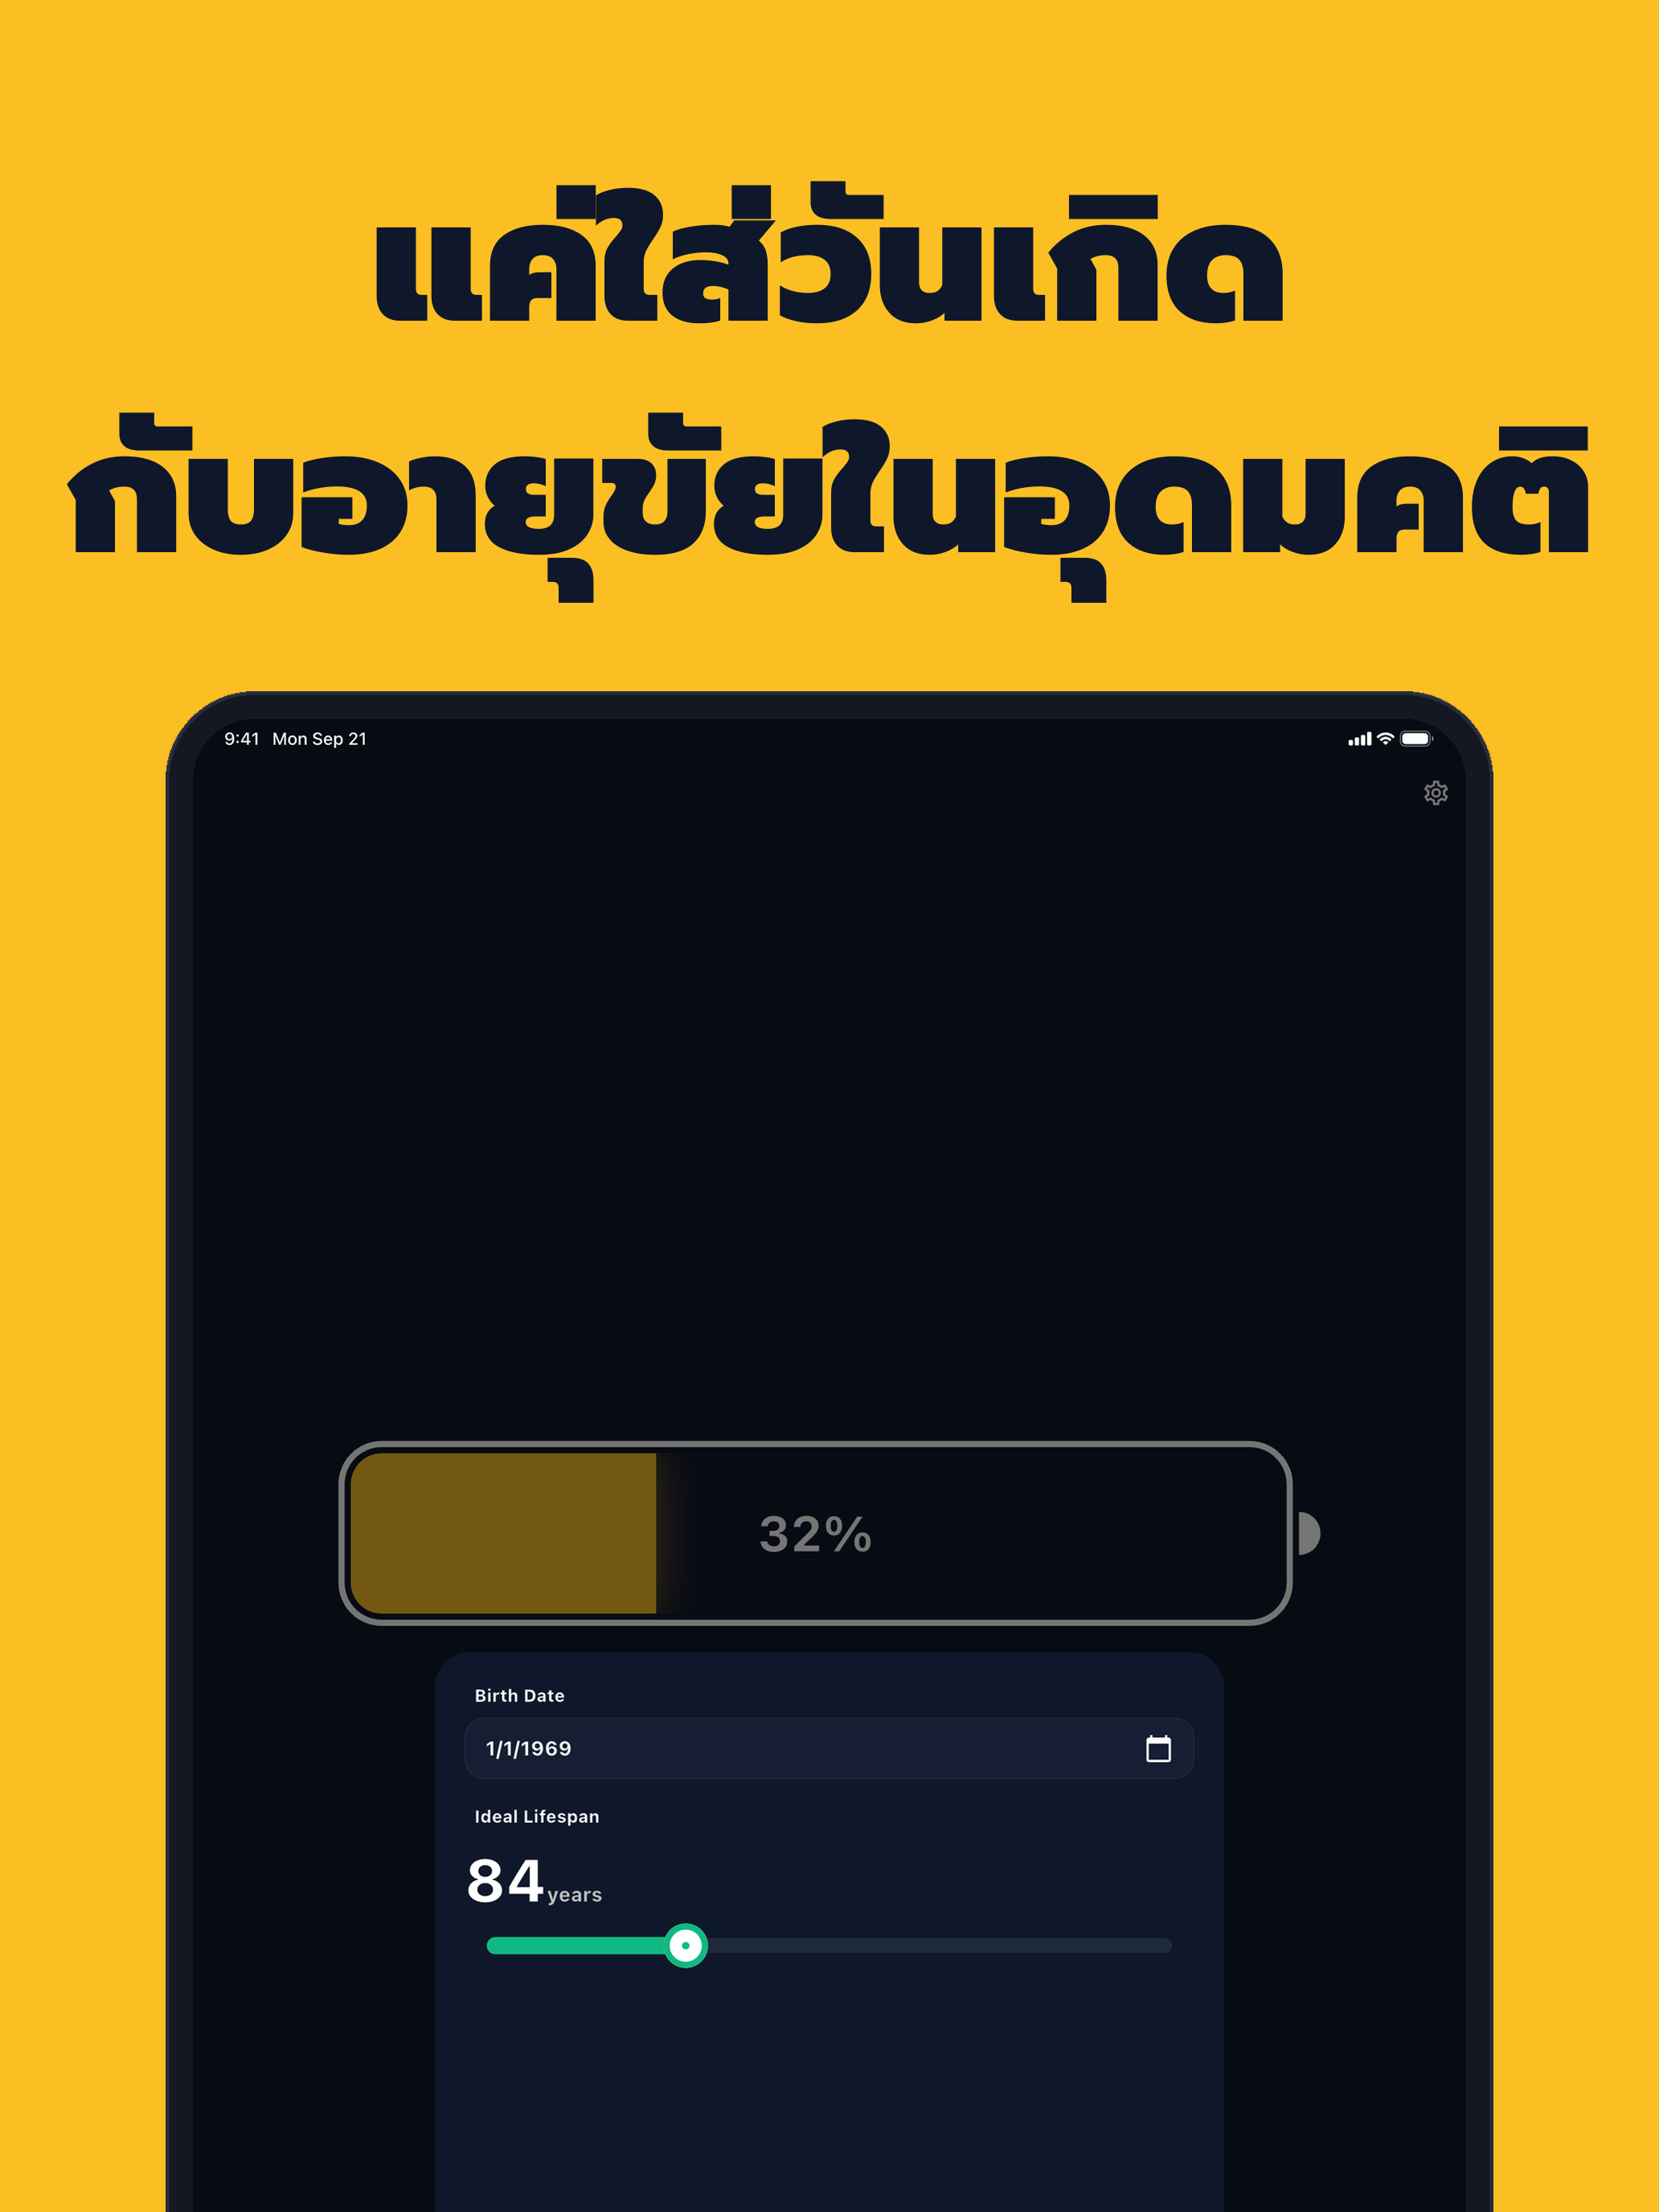 แค่ใส่วันเกิด
กับอายุขัยในอุดมคติ
9:41 Mon Sep 21
32%
Birth Date
1/1/1969
Ideal Lifespan
84 years